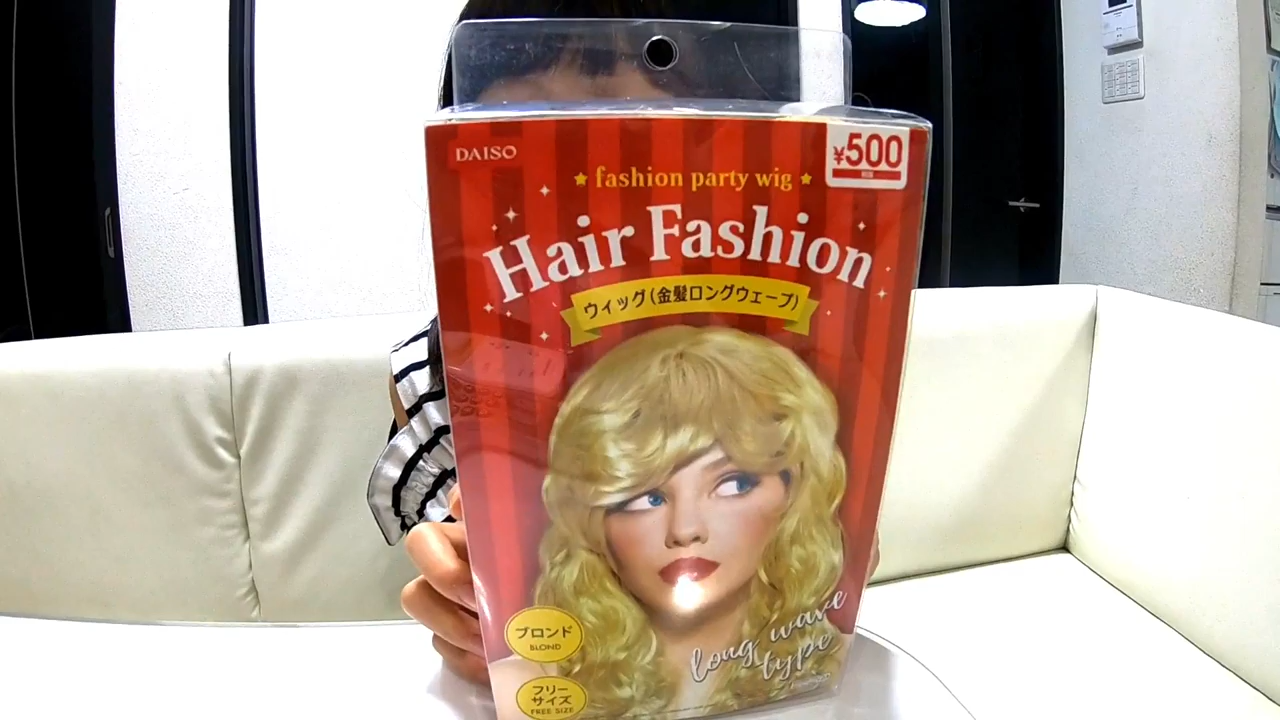 DAISO
¥500
fashion party wig
Hair Fashion
ウィッグ(金髪ロングウェーブ)
ブロンド
BLOND
long wave
type
フリー
サイズ
FREE SIZE